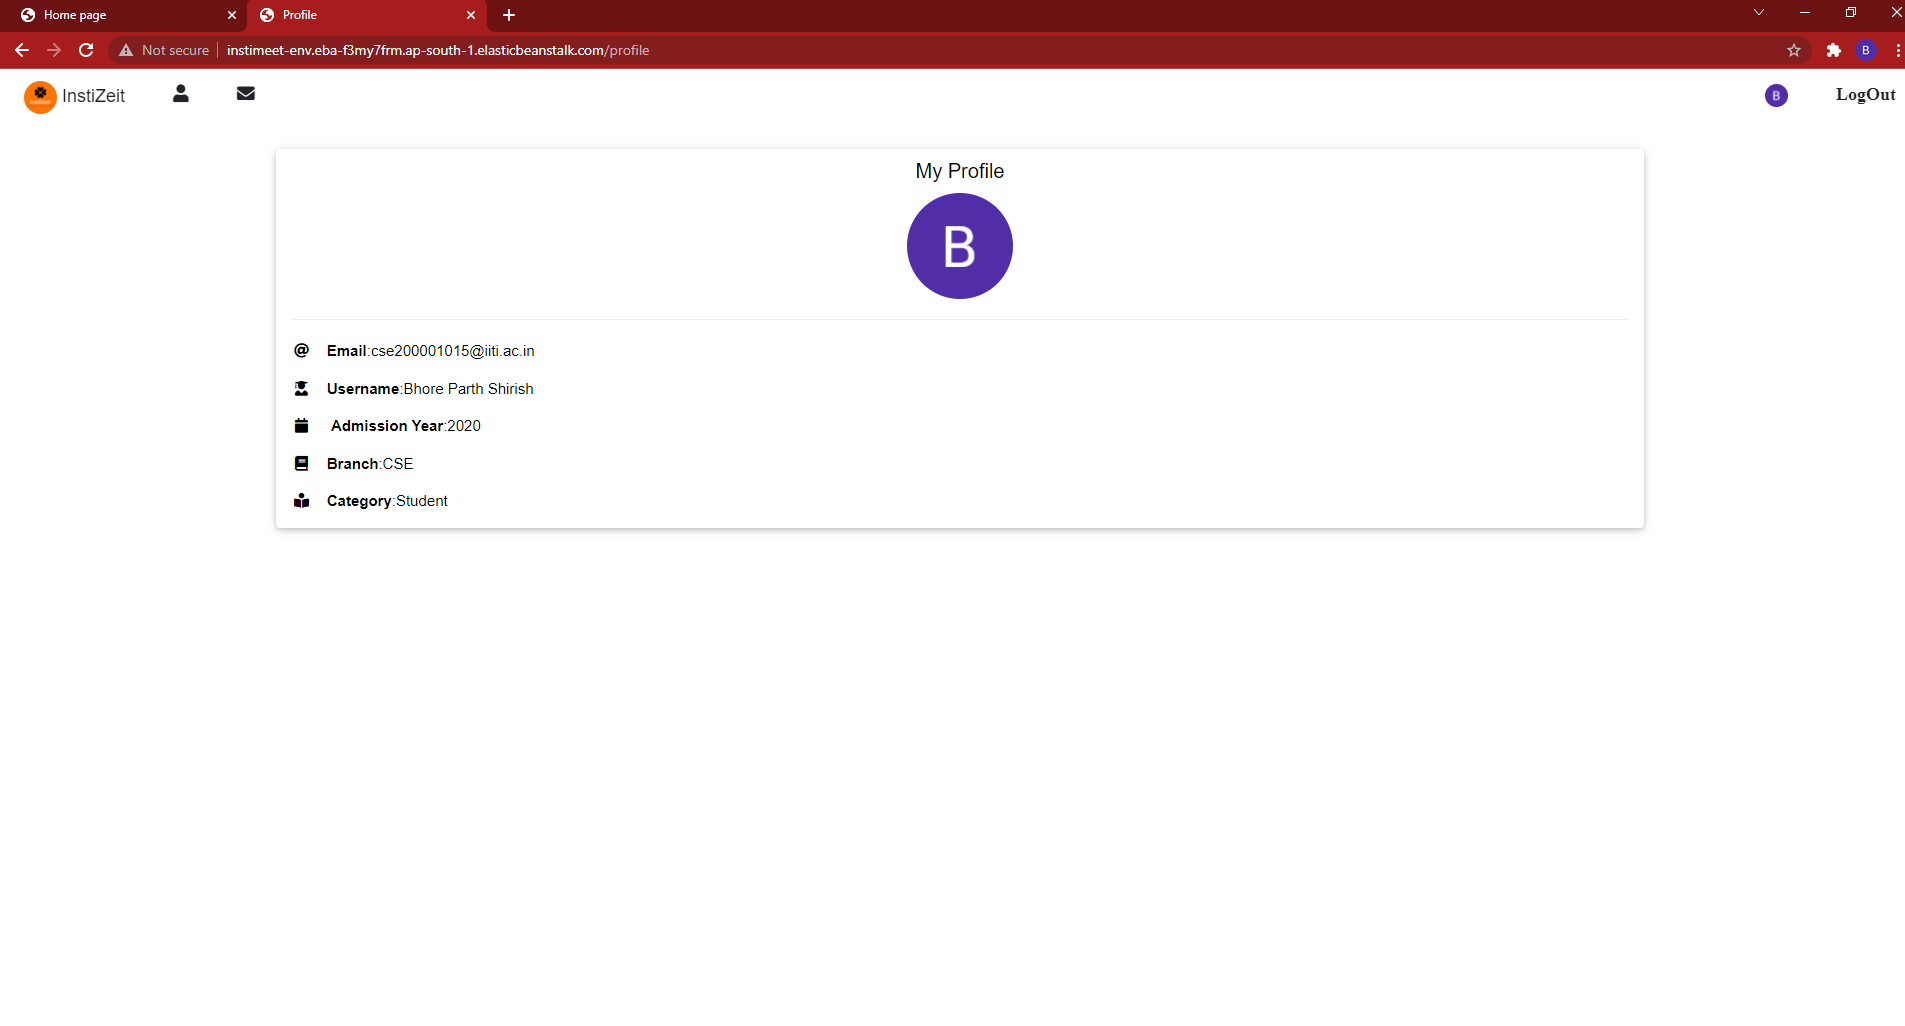 Home page
Profile
Not secure
instimeet-env.eba-f3my7frm.ap-south-1.elasticbeanstalk.com/profile
B
InstiZeit
B
LogOut
My Profile
B
Email:cse200001015@iiti.ac.in
Username:Bhore Parth Shirish
Admission Year:2020
Branch:CSE
Category:Student